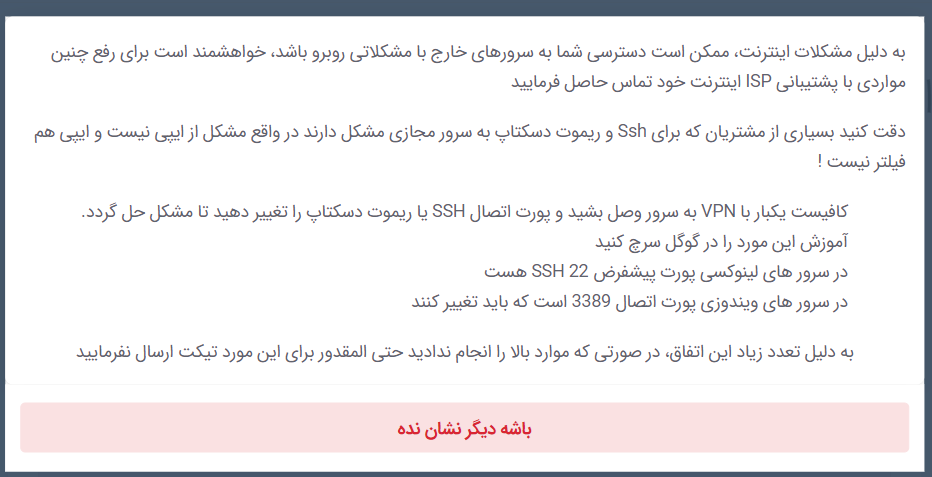 به دلیل مشکلات اینترنت، ممکن است دسترسی شما به سرورهای خارج با مشکلاتی روبرو باشد، خواهشمند است برای رفع چنین
مواردی با پشتیبانی ISP اینترنت خود تماس حاصل فرمایید
دقت کنید بسیاری از مشتریان که برای Ssh و ریموت دسکتاپ به سرور مجازی مشکل دارند در واقع مشکل از ایپی نیست و ایپی هم
فیلتر نیست !
کافیست یکبار با VPN به سرور وصل بشید و پورت اتصال SSH یا ریموت دسکتاپ را تغییر دهید تا مشکل حل گردد.
آموزش این مورد را در گوگل سرچ کنید
در سرور های لینوکسی پورت پیشفرض SSH 22 هست
در سرور های ویندوزی پورت اتصال 3389 است که باید تغییر کنند
به دلیل تعدد زیاد این اتفاق، در صورتی که موارد بالا را انجام ندادید حتی المقدور برای این مورد تیکت ارسال نفرمایید
باشه دیگر نشان نده